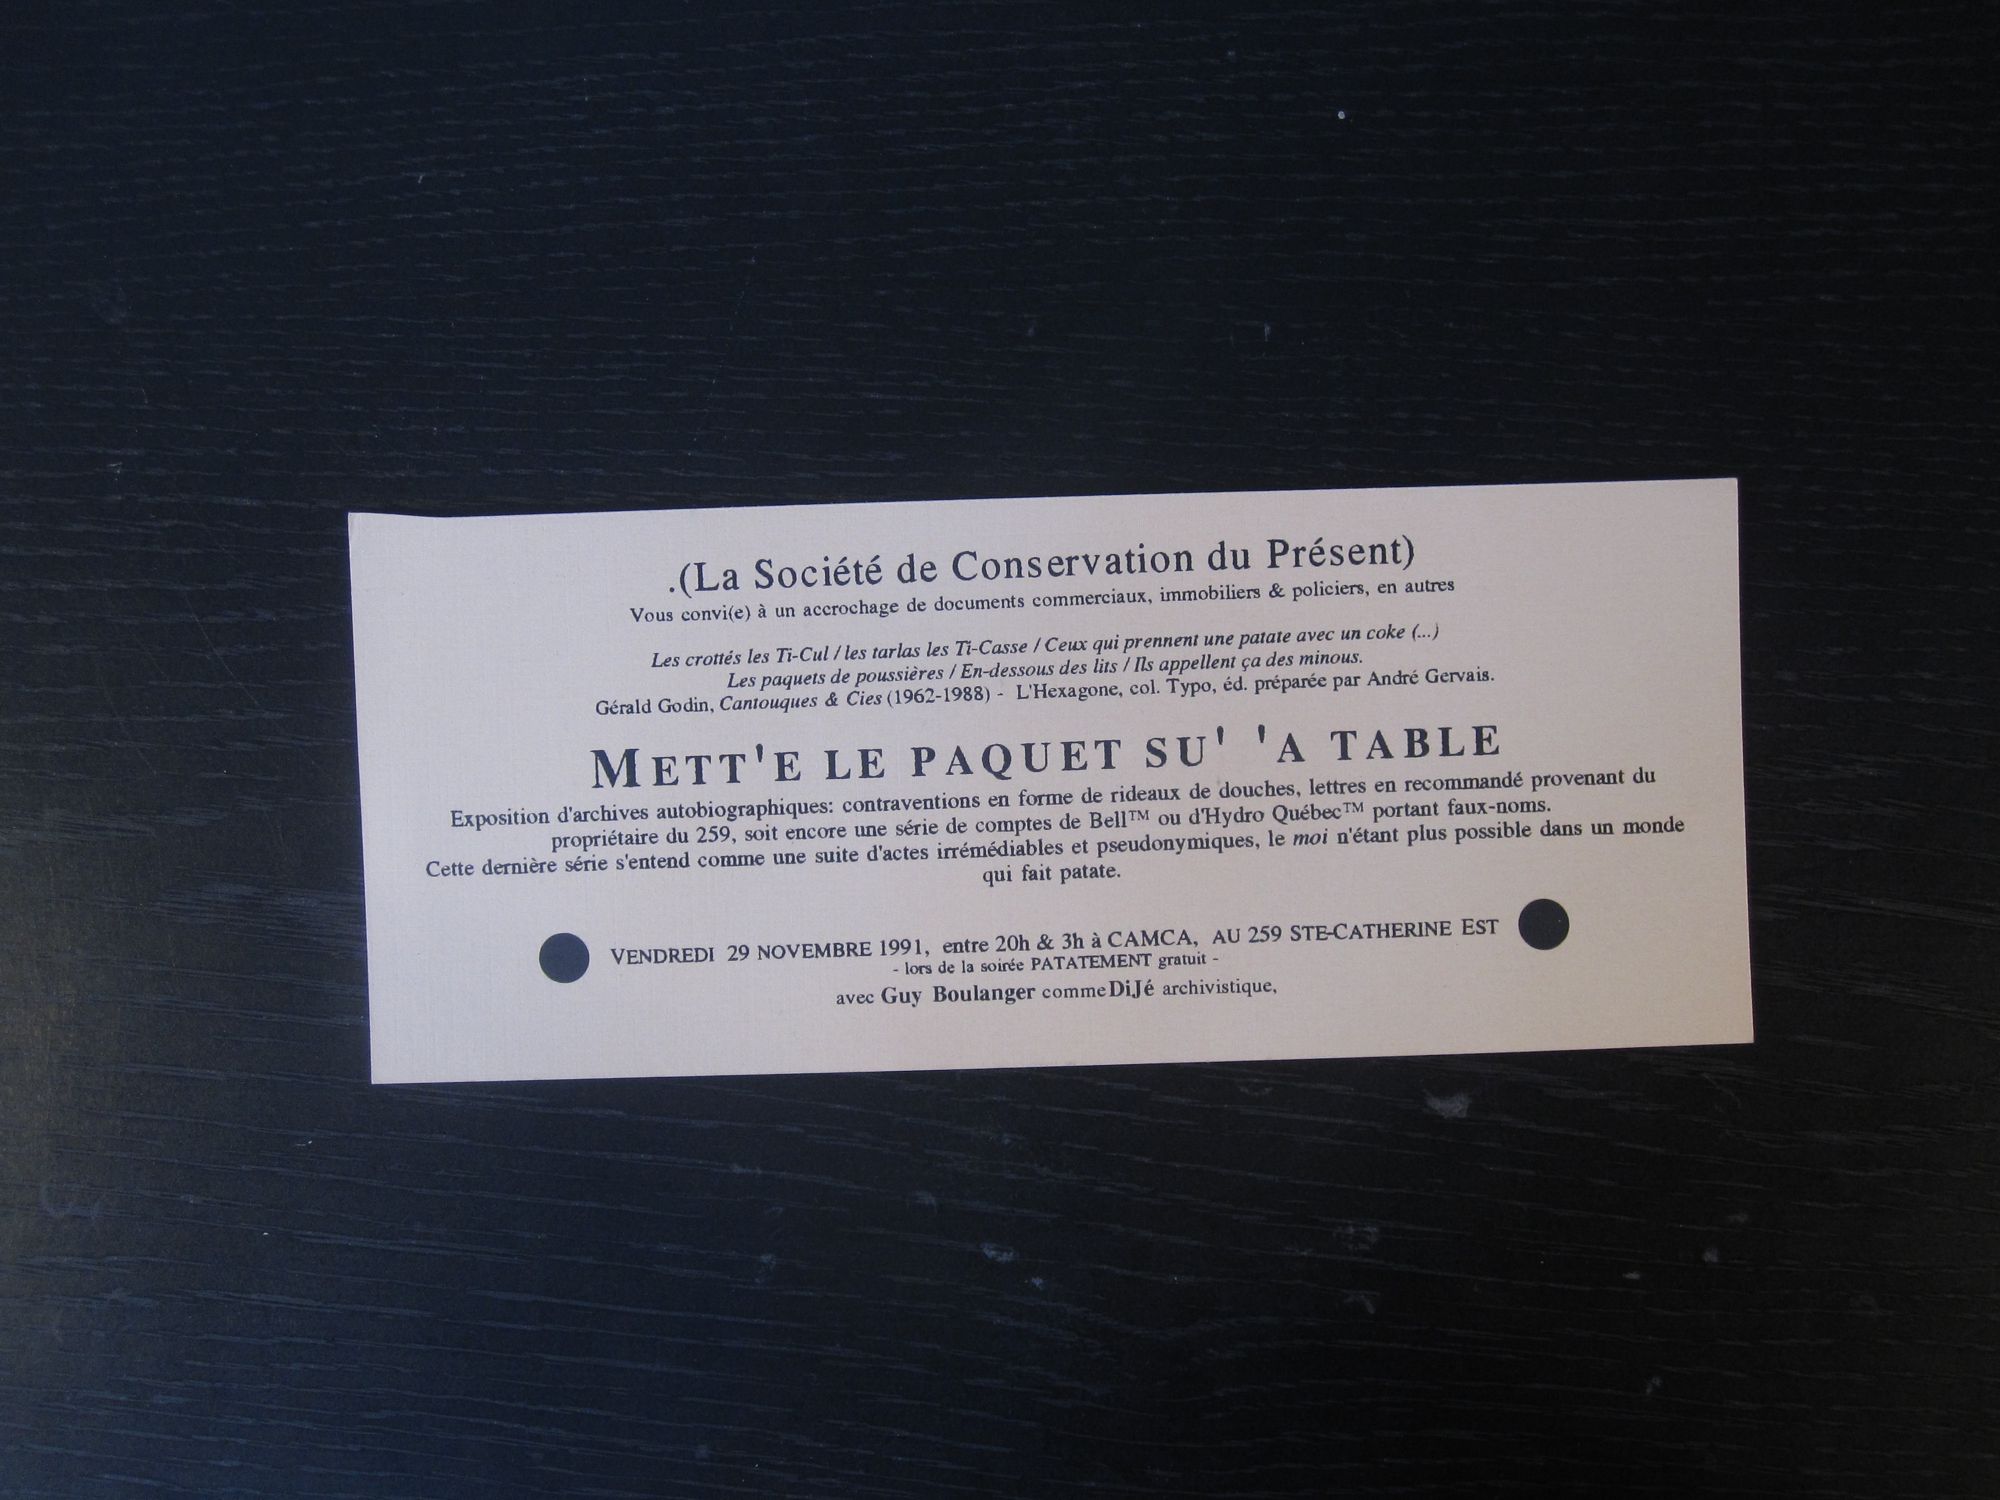 .(La Société de Conservation du Présent)
Vous convi(e) à un accrochage de documents commerciaux, immobiliers & policiers, en autres
Les crottés les Ti-Cul / les tarlas les Ti-Casse / Ceux qui prennent une patate avec un coke (...)
Les paquets de poussières / En-dessous des lits / Ils appellent ça des minous.
Gérald Godin, Cantouques & Cies (1962-1988) - L'Hexagone, col. Typo, éd. préparée par André Gervais.
METT'E LE PAQUET SU' 'A TABLE
Exposition d'archives autobiographiques: contraventions en forme de rideaux de douches, lettres en recommandé provenant du
propriétaire du 259, soit encore une série de comptes de Bell™ ou d'Hydro Québec™ portant faux-noms.
Cette dernière série s'entend comme une suite d'actes irrémédiables et pseudonymiques, le moi n'étant plus possible dans un monde
qui fait patate.
VENDREDI 29 NOVEMBRE 1991, entre 20h & 3h à CAMCA, AU 259 STE-CATHERINE EST
- lors de la soirée PATATEMENT gratuit -
avec Guy Boulanger comme DiJé archivistique,